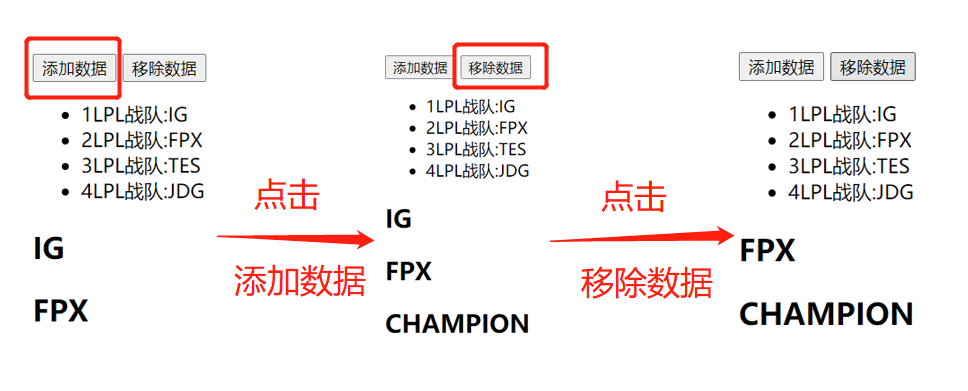 添加数据 移除数据
1LPL战队:IG
2LPL战队:FPX
3LPL战队:TES
4LPL战队:JDG
IG
FPX
点击
添加数据
添加数据 移除数据
1LPL战队:IG
2LPL战队:FPX
3LPL战队:TES
4LPL战队:JDG
IG
FPX
CHAMPION
点击
移除数据
添加数据 移除数据
1LPL战队:IG
2LPL战队:FPX
3LPL战队:TES
4LPL战队:JDG
FPX
CHAMPION